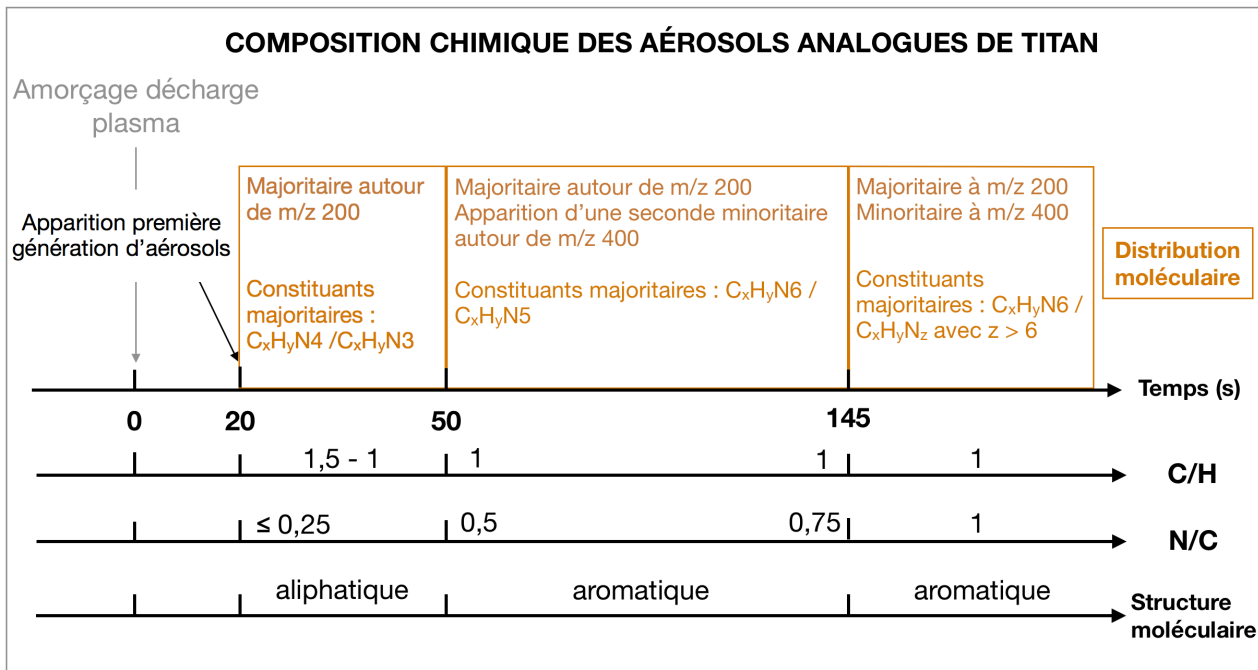 COMPOSITION CHIMIQUE DES AÉROSOLS ANALOGUES DE TITAN
Amorçage décharge
plasma
Apparition première
génération d'aérosols
Majoritaire autour
de m/z 200
Constituants
majoritaires :
CxHyN4 /CxHyN3
Majoritaire autour de m/z 200
Apparition d'une seconde minoritaire
autour de m/z 400
Constituants majoritaires : CxHyN6 /
CxHyN5
Majoritaire à m/z 200
Minoritaire à m/z 400
Constituants
majoritaires : CxHyN6 /
CxHyNz avec z > 6
Distribution
moléculaire
Temps (s)
0 20 50 145
1,5 - 1 1 1 1
C/H
≤ 0,25 0,5 0,75 1
N/C
aliphatique aromatique aromatique
Structure
moléculaire